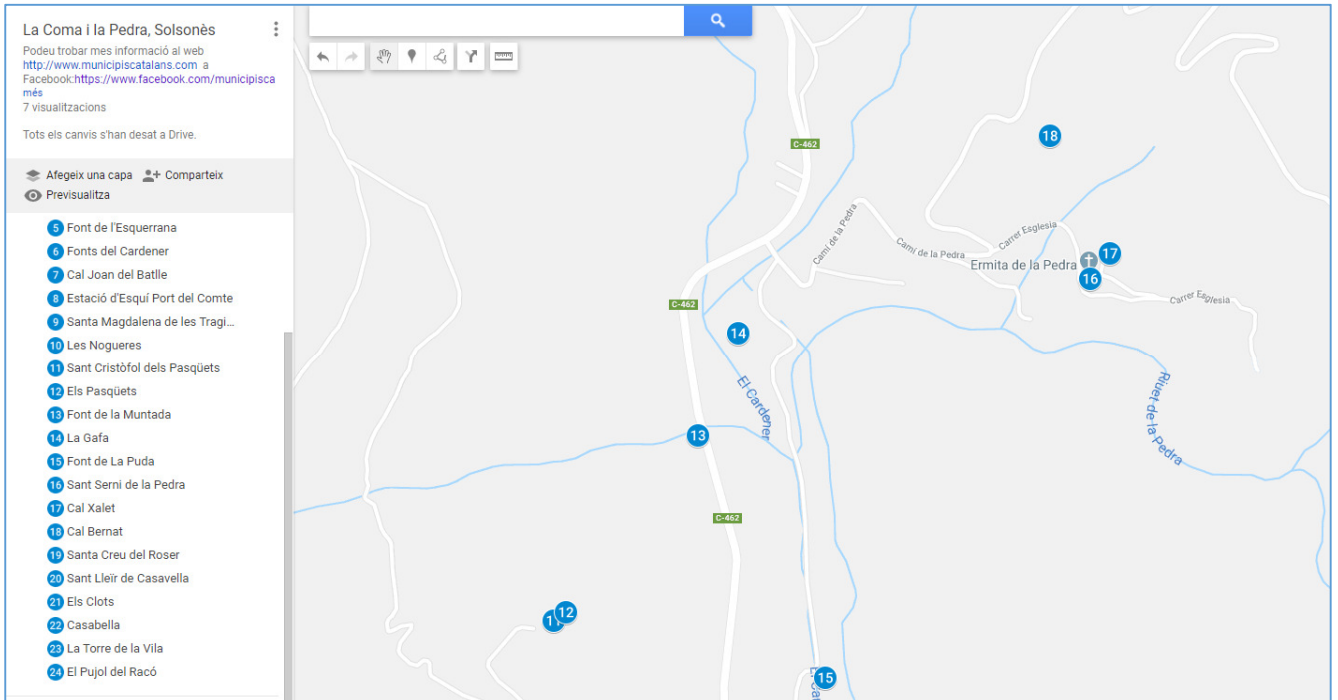 La Coma i la Pedra, Solsonès
Podeu trobar mes informació al web
http://www.municipiscatalans.com a
Facebook:https://www.facebook.com/municipisca
més
7 visualitzacions
Tots els canvis s'han desat a Drive.
Afegeix una capa
Comparteix
Previsualitza
5 Font de l'Esquerrana
6 Fonts del Cardener
7 Cal Joan del Batlle
8 Estació d'Esquí Port del Comte
9 Santa Magdalena de les Tragi...
10 Les Nogueres
11 Sant Cristòfol dels Pasqüets
12 Els Pasqüets
13 Font de la Muntada
14 La Gafa
15 Font de La Puda
16 Sant Serni de la Pedra
17 Cal Xalet
18 Cal Bernat
19 Santa Creu del Roser
20 Sant Lleïr de Casavella
21 Els Clots
22 Casabella
23 La Torre de la Vila
24 El Pujol del Racó
18
C-462
Camí de la Pedra
Camí de la Pedra
Carrer Esglesia
Ermita de la Pedra
17
16
Carrer Esglesia
C-462
14
El Cardener
Riuet de la Pedra
13
C-462
11
12
15
El Car